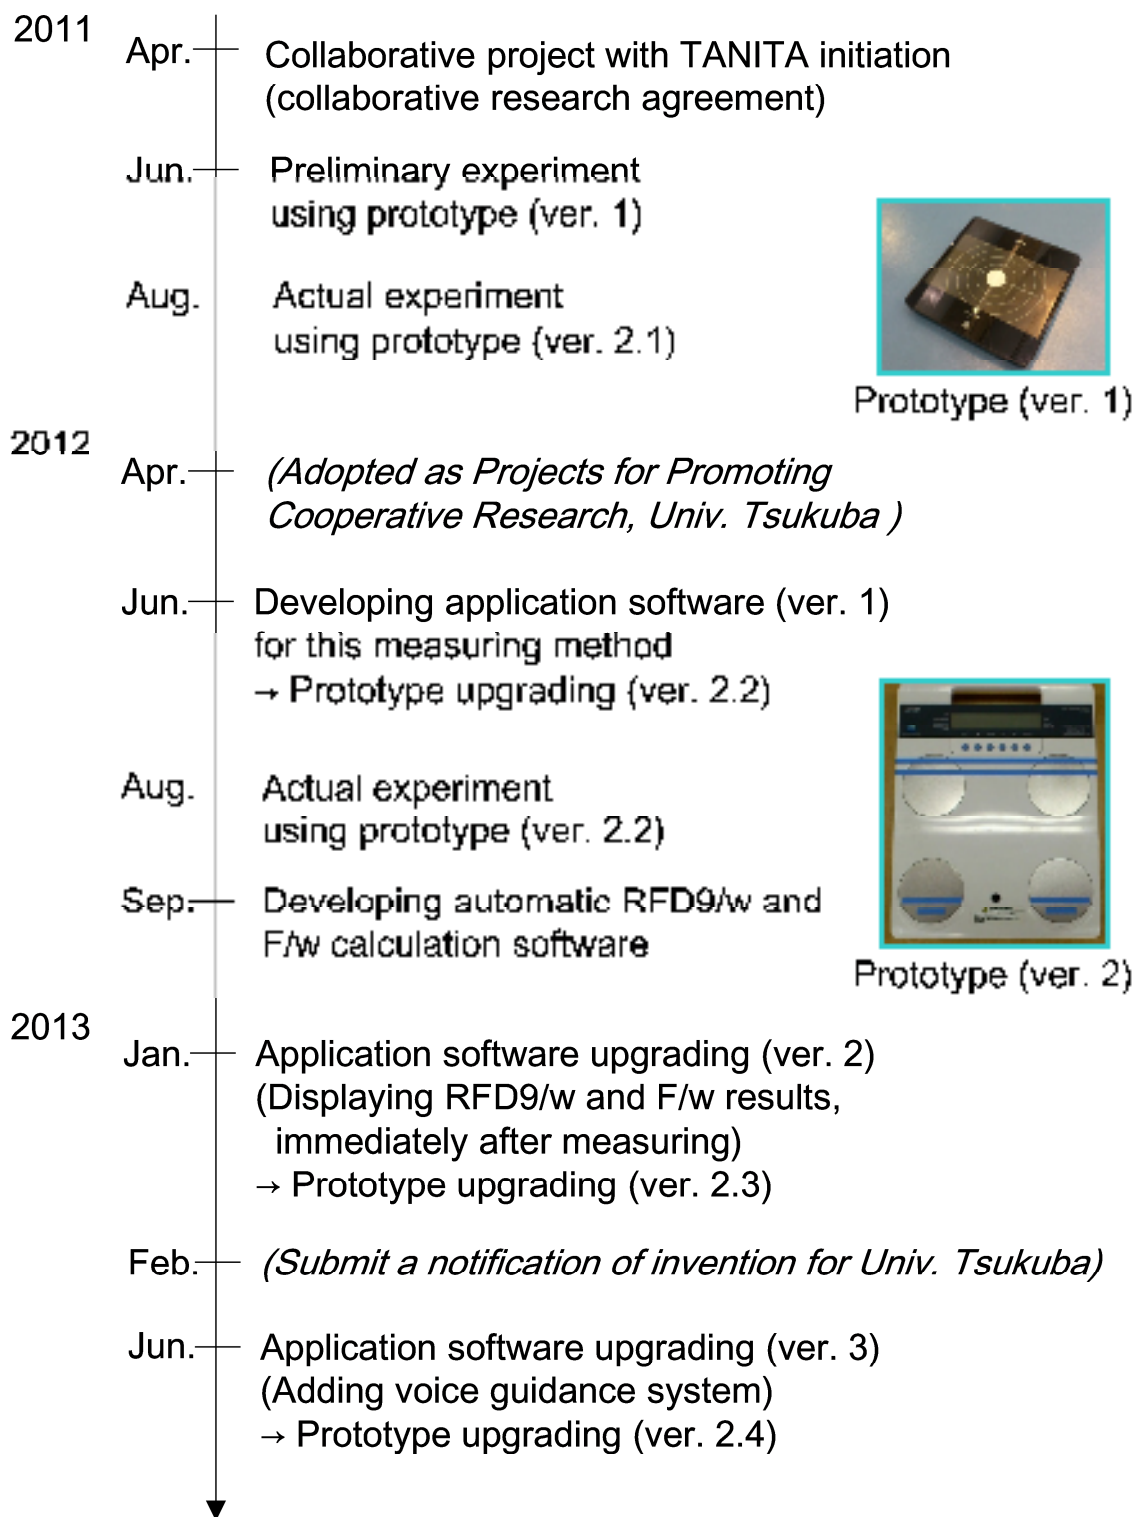 2011
Apr. Collaborative project with TANITA initiation
(collaborative research agreement)
Jun. Preliminary experiment
using prototype (ver. 1)
Aug. Actual experiment
using prototype (ver. 2.1)
Prototype (ver. 1)
2012
Apr. (Adopted as Projects for Promoting
Cooperative Research, Univ. Tsukuba )
Jun. Developing application software (ver. 1)
for this measuring method
→ Prototype upgrading (ver. 2.2)
Aug. Actual experiment
using prototype (ver. 2.2)
Sep. Developing automatic RFD9/w and
F/w calculation software
Prototype (ver. 2)
2013
Jan. Application software upgrading (ver. 2)
(Displaying RFD9/w and F/w results,
immediately after measuring)
→ Prototype upgrading (ver. 2.3)
Feb. (Submit a notification of invention for Univ. Tsukuba)
Jun. Application software upgrading (ver. 3)
(Adding voice guidance system)
→ Prototype upgrading (ver. 2.4)